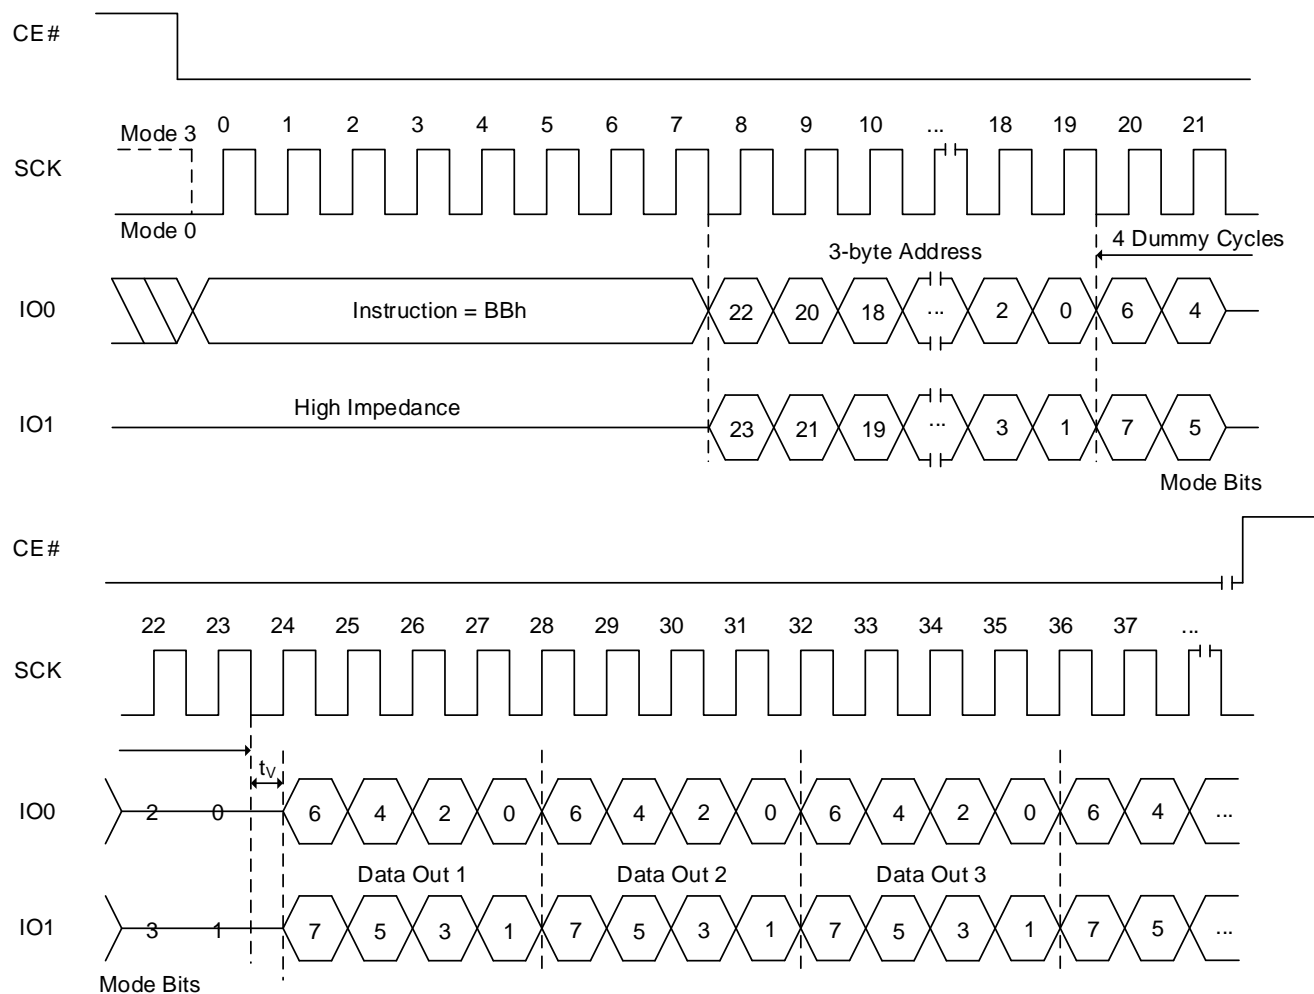 CE#
Mode 3 0 1 2 3 4 5 6 7 8 9 10 ... 18 19 20 21
SCK
Mode 0
3-byte Address 4 Dummy Cycles
IO0 Instruction = BBh 22 20 18 ... 2 0 6 4
High Impedance
IO1 23 21 19 ... 3 1 7 5
Mode Bits
CE#
22 23 24 25 26 27 28 29 30 31 32 33 34 35 36 37 ...
SCK
tV
IO0 2 0 6 4 2 0 6 4 2 0 6 4 2 0 6 4 ...
Data Out 1 Data Out 2 Data Out 3
IO1 3 1 7 5 3 1 7 5 3 1 7 5 3 1 7 5 ...
Mode Bits